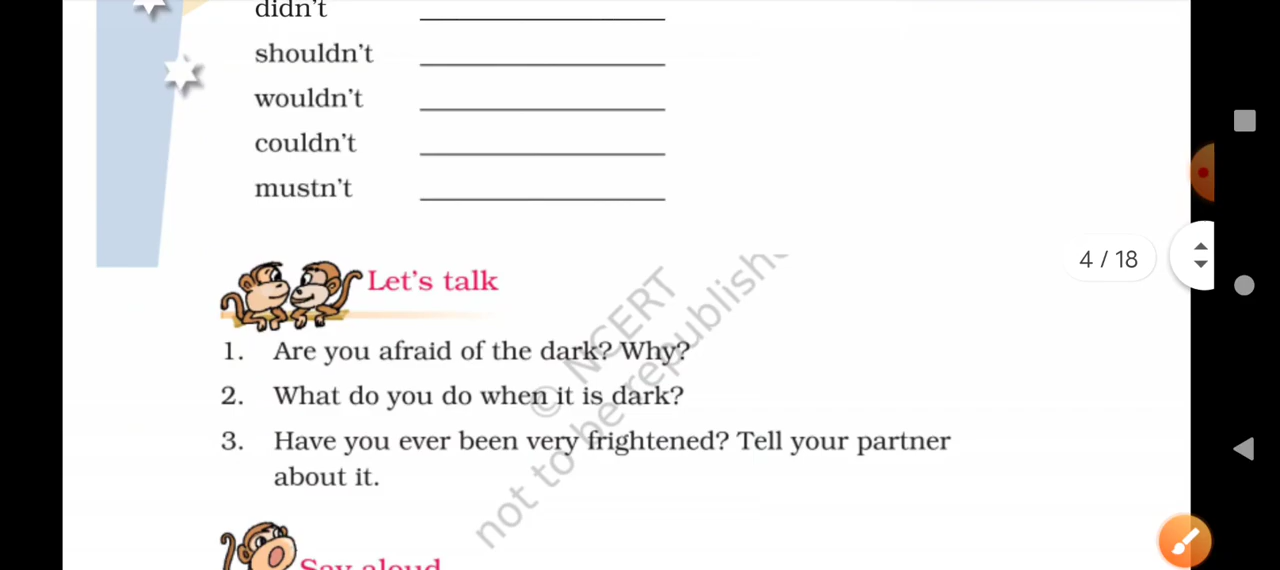 didn't
shouldn't
wouldn't
couldn't
mustn't
4 / 18
Let's talk
1. Are you afraid of the dark? Why?
2. What do you do when it is dark?
3. Have you ever been very frightened? Tell your partner
about it.
© NCERT
not to be republish
Say aloud